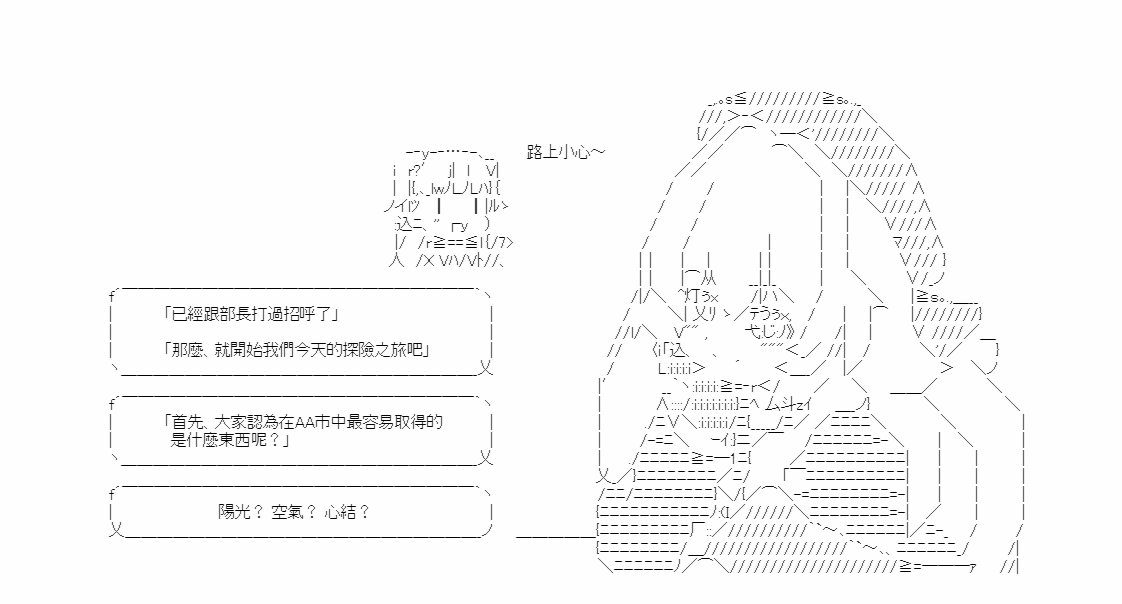 路上小心～
「已經跟部長打過招呼了」
「那麼、就開始我們今天的探險之旅吧」
「首先、大家認為在AA市中最容易取得的
是什麼東西呢？」
陽光？ 空氣？ 心結？